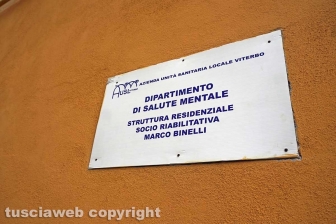 AZIENDA UNITÀ SANITARIA LOCALE VITERBO
DIPARTIMENTO
DI SALUTE MENTALE
STRUTTURA RESIDENZIALE
SOCIO RIABILITATIVA
MARCO BINELLI
tusciaweb copyright